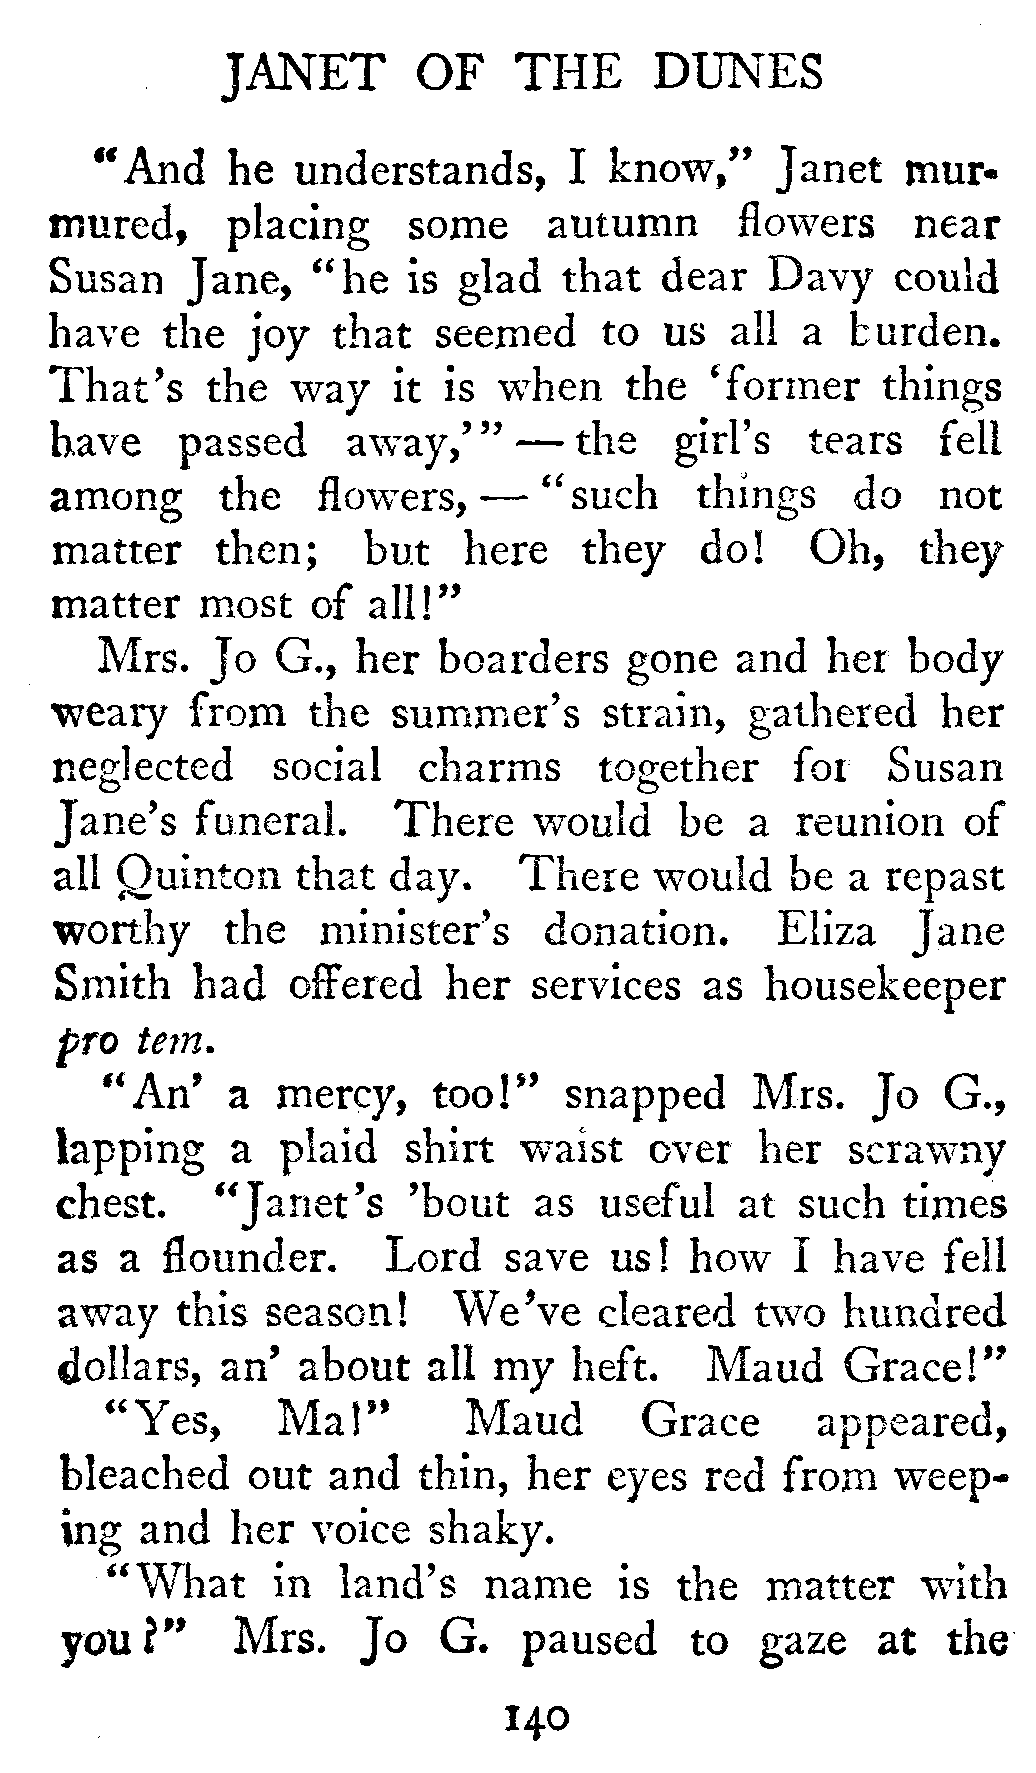 JANET OF THE DUNES
“And he understands, I know,” Janet mur-
mured, placing some autumn flowers near
Susan Jane, “he is glad that dear Davy could
have the joy that seemed to us all a burden.
That’s the way it is when the ‘former things
have passed away,’” — the girl’s tears fell
among the flowers, — “such things do not
matter then; but here they do! Oh, they
matter most of all!”
Mrs. Jo G., her boarders gone and her body
weary from the summer’s strain, gathered her
neglected social charms together for Susan
Jane’s funeral. There would be a reunion of
all Quinton that day. There would be a repast
worthy the minister’s donation. Eliza Jane
Smith had offered her services as housekeeper
pro tem.
“An’ a mercy, too!” snapped Mrs. Jo G.,
lapping a plaid shirt waist over her scrawny
chest. “Janet’s ’bout as useful at such times
as a flounder. Lord save us! how I have fell
away this season! We’ve cleared two hundred
dollars, an’ about all my heft. Maud Grace!”
“Yes, Ma!” Maud Grace appeared,
bleached out and thin, her eyes red from weep-
ing and her voice shaky.
“What in land’s name is the matter with
you?” Mrs. Jo G. paused to gaze at the
140